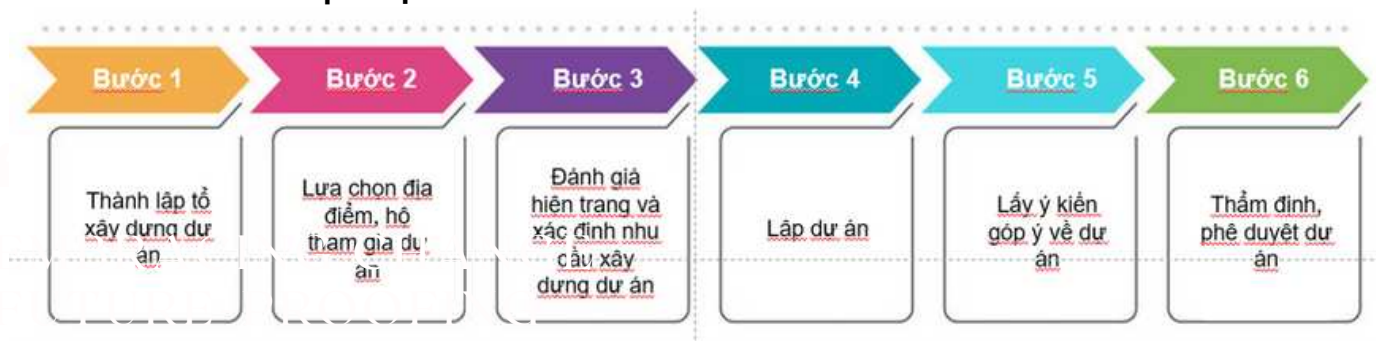 Bước 1
Bước 2
Bước 3
Bước 4
Bước 5
Bước 6
Thành lập tổ
xây dựng dự
án
Lựa chọn địa
điểm, hộ
tham gia dự
án
Đánh giá
hiện trạng và
xác định nhu
cầu xây
dựng dự án
Lập dự án
Lấy ý kiến
góp ý về dự
án
Thẩm định,
phê duyệt dự
án